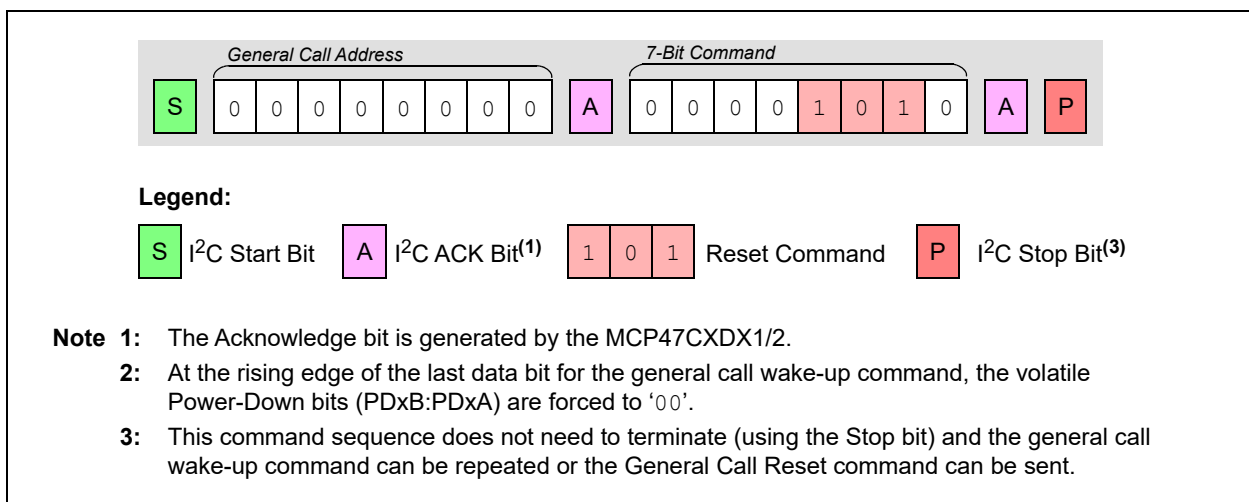 General Call Address 7-Bit Command
S 0 0 0 0 0 0 0 0 A 0 0 0 0 1 0 1 0 A P
Legend:
S I2C Start Bit A I2C ACK Bit(1) 1 0 1 Reset Command P I2C Stop Bit(3)
Note 1: The Acknowledge bit is generated by the MCP47CXDX1/2.
2: At the rising edge of the last data bit for the general call wake-up command, the volatile
Power-Down bits (PDxB:PDxA) are forced to ‘00’.
3: This command sequence does not need to terminate (using the Stop bit) and the general call
wake-up command can be repeated or the General Call Reset command can be sent.